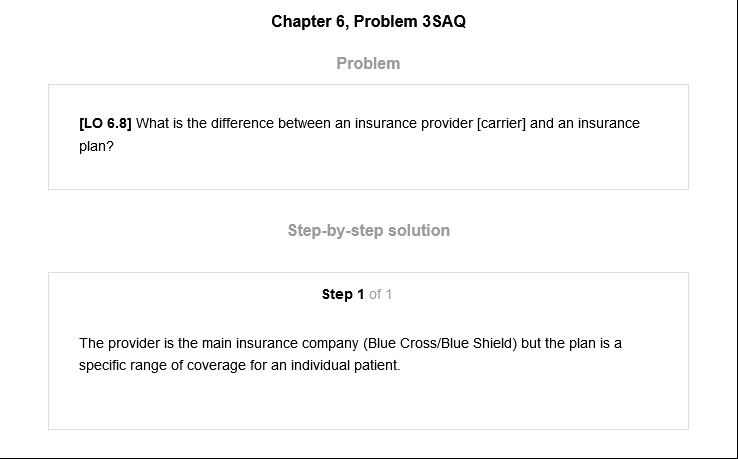 Chapter 6, Problem 3SAQ
Problem
[LO 6.8] What is the difference between an insurance provider [carrier] and an insurance
plan?
Step-by-step solution
Step 1 of 1
The provider is the main insurance company (Blue Cross/Blue Shield) but the plan is a
specific range of coverage for an individual patient.